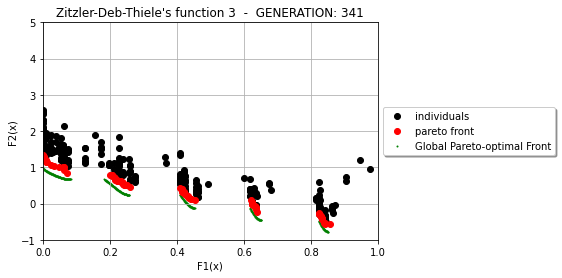 Zitzler-Deb-Thiele's function 3 - GENERATION: 341
5
4
3
2
1
0
−1
F2(x)
0.0 0.2 0.4 0.6 0.8 1.0
F1(x)
individuals
pareto front
Global Pareto-optimal Front